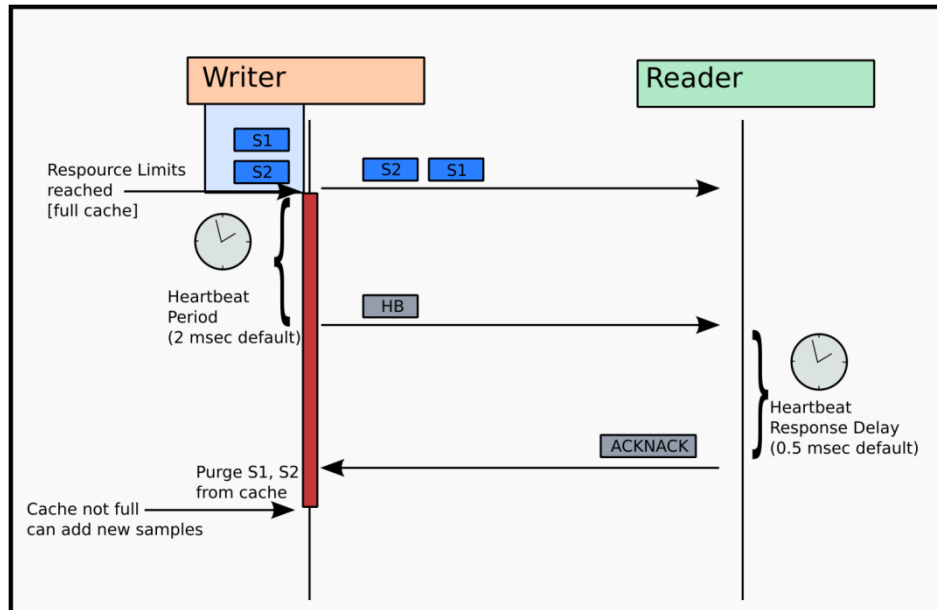 Writer
Reader
S1
S2
Respource Limits
reached
[full cache]
S2
S1
Heartbeat
Period
(2 msec default)
HB
Heartbeat
Response Delay
(0.5 msec default)
ACKNACK
Purge S1, S2
from cache
Cache not full
can add new samples